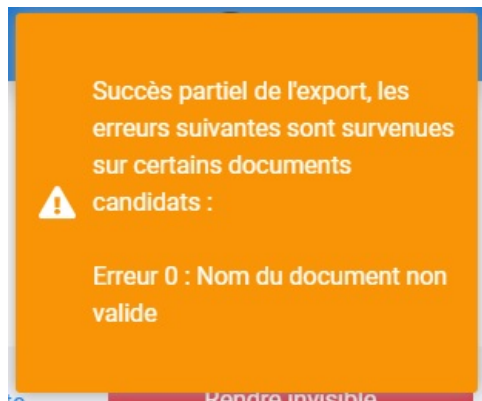 Succès partiel de l'export, les
erreurs suivantes sont survenues
sur certains documents
candidats :
Erreur 0 : Nom du document non
valide
Rendre invisible